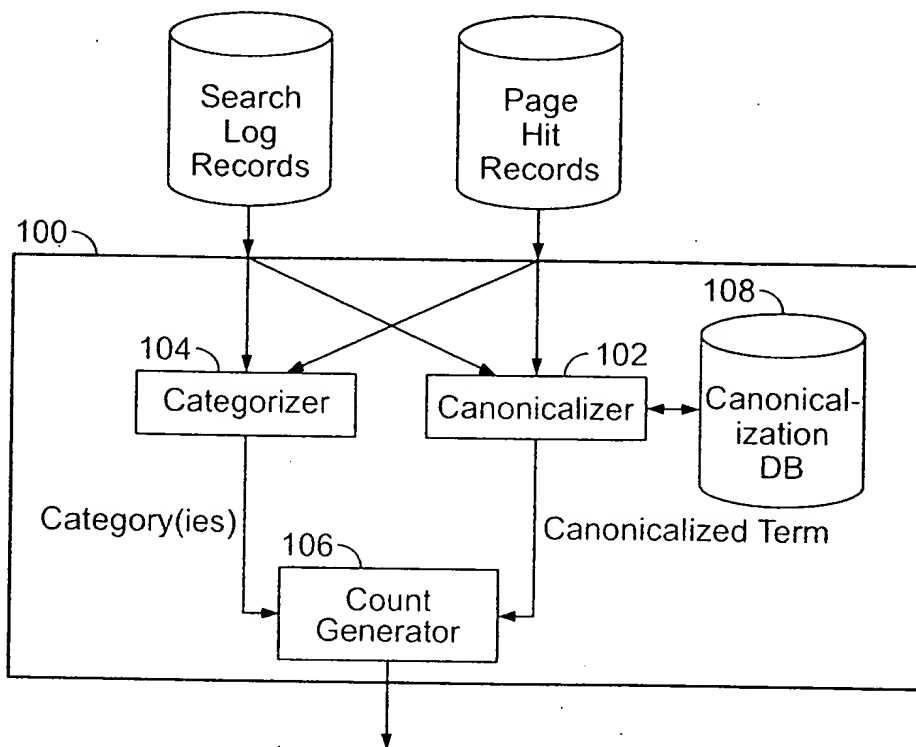 Search
Log
Records
Page
Hit
Records
100
108
104
102
Categorizer
Canonicalizer
Canonical-
ization
DB
Category(ies)
Canonicalized Term
106
Count
Generator